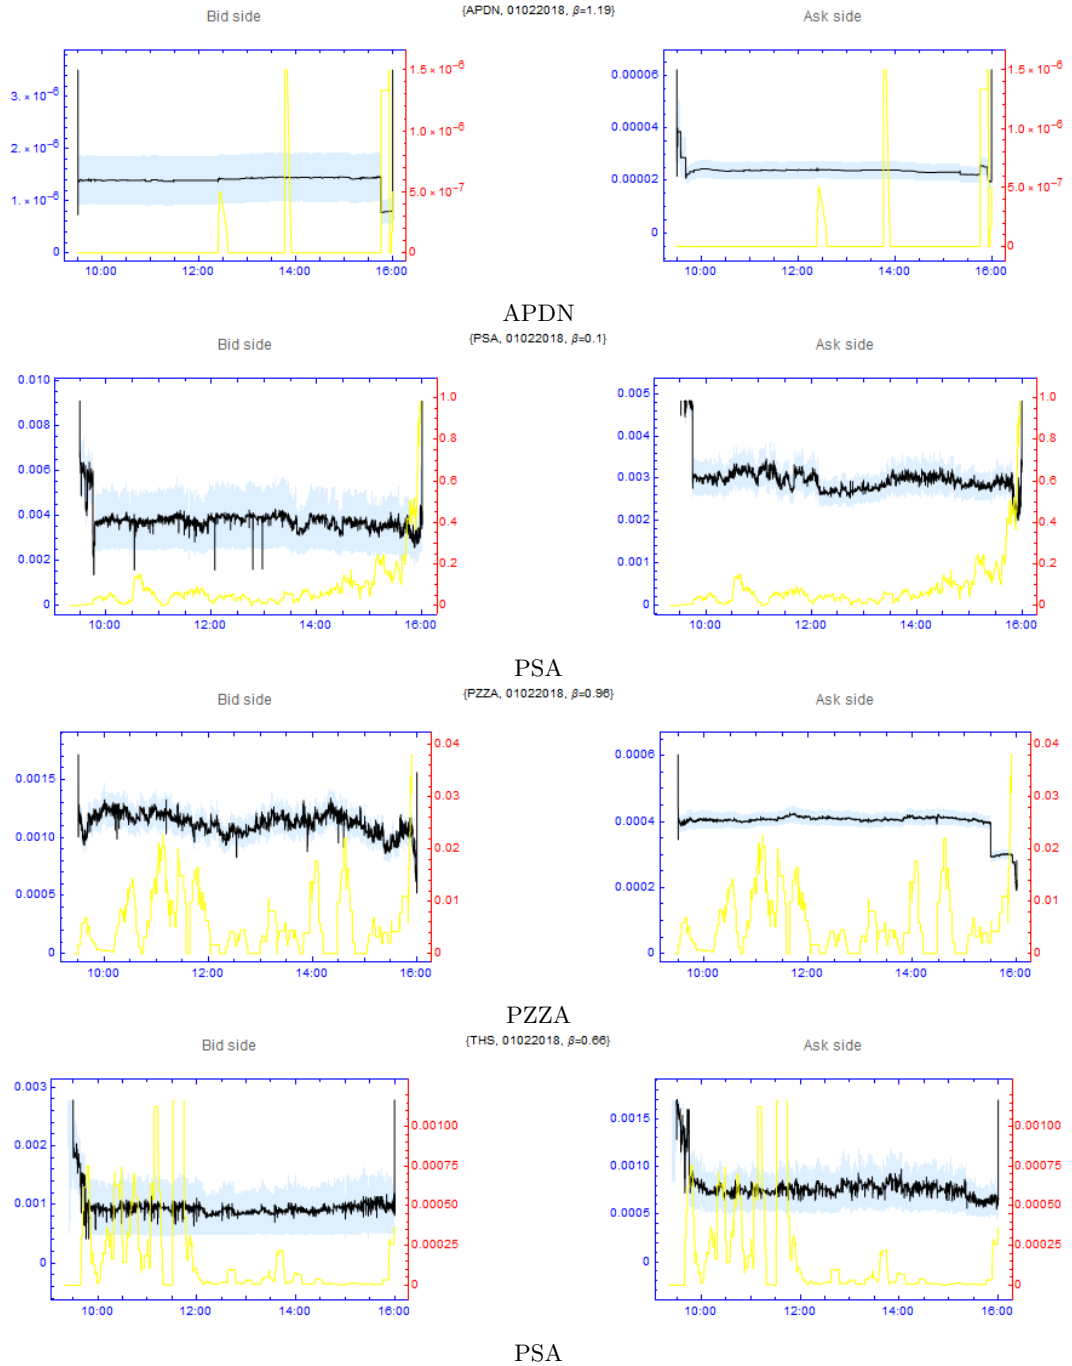 {APDN, 01022018, β=1.19}
Bid side
Ask side
3. × 10⁻⁶
2. × 10⁻⁶
1. × 10⁻⁶
0
1.5 × 10⁻⁶
1.0 × 10⁻⁶
5.0 × 10⁻⁷
0
10:00 12:00 14:00 16:00
0.00006
0.00004
0.00002
0
1.5 × 10⁻⁶
1.0 × 10⁻⁶
5.0 × 10⁻⁷
0
10:00 12:00 14:00 16:00
APDN
{PSA, 01022018, β=0.1}
Bid side
Ask side
0.010
0.008
0.006
0.004
0.002
0
1.0
0.8
0.6
0.4
0.2
0
10:00 12:00 14:00 16:00
0.005
0.004
0.003
0.002
0.001
0
1.0
0.8
0.6
0.4
0.2
0
10:00 12:00 14:00 16:00
PSA
{PZZA, 01022018, β=0.96}
Bid side
Ask side
0.0015
0.0010
0.0005
0
0.04
0.03
0.02
0.01
0
10:00 12:00 14:00 16:00
0.0006
0.0004
0.0002
0
0.04
0.03
0.02
0.01
0
10:00 12:00 14:00 16:00
PZZA
{THS, 01022018, β=0.66}
Bid side
Ask side
0.003
0.002
0.001
0
0.00100
0.00075
0.00050
0.00025
0
10:00 12:00 14:00 16:00
0.0015
0.0010
0.0005
0
0.00100
0.00075
0.00050
0.00025
0
10:00 12:00 14:00 16:00
PSA